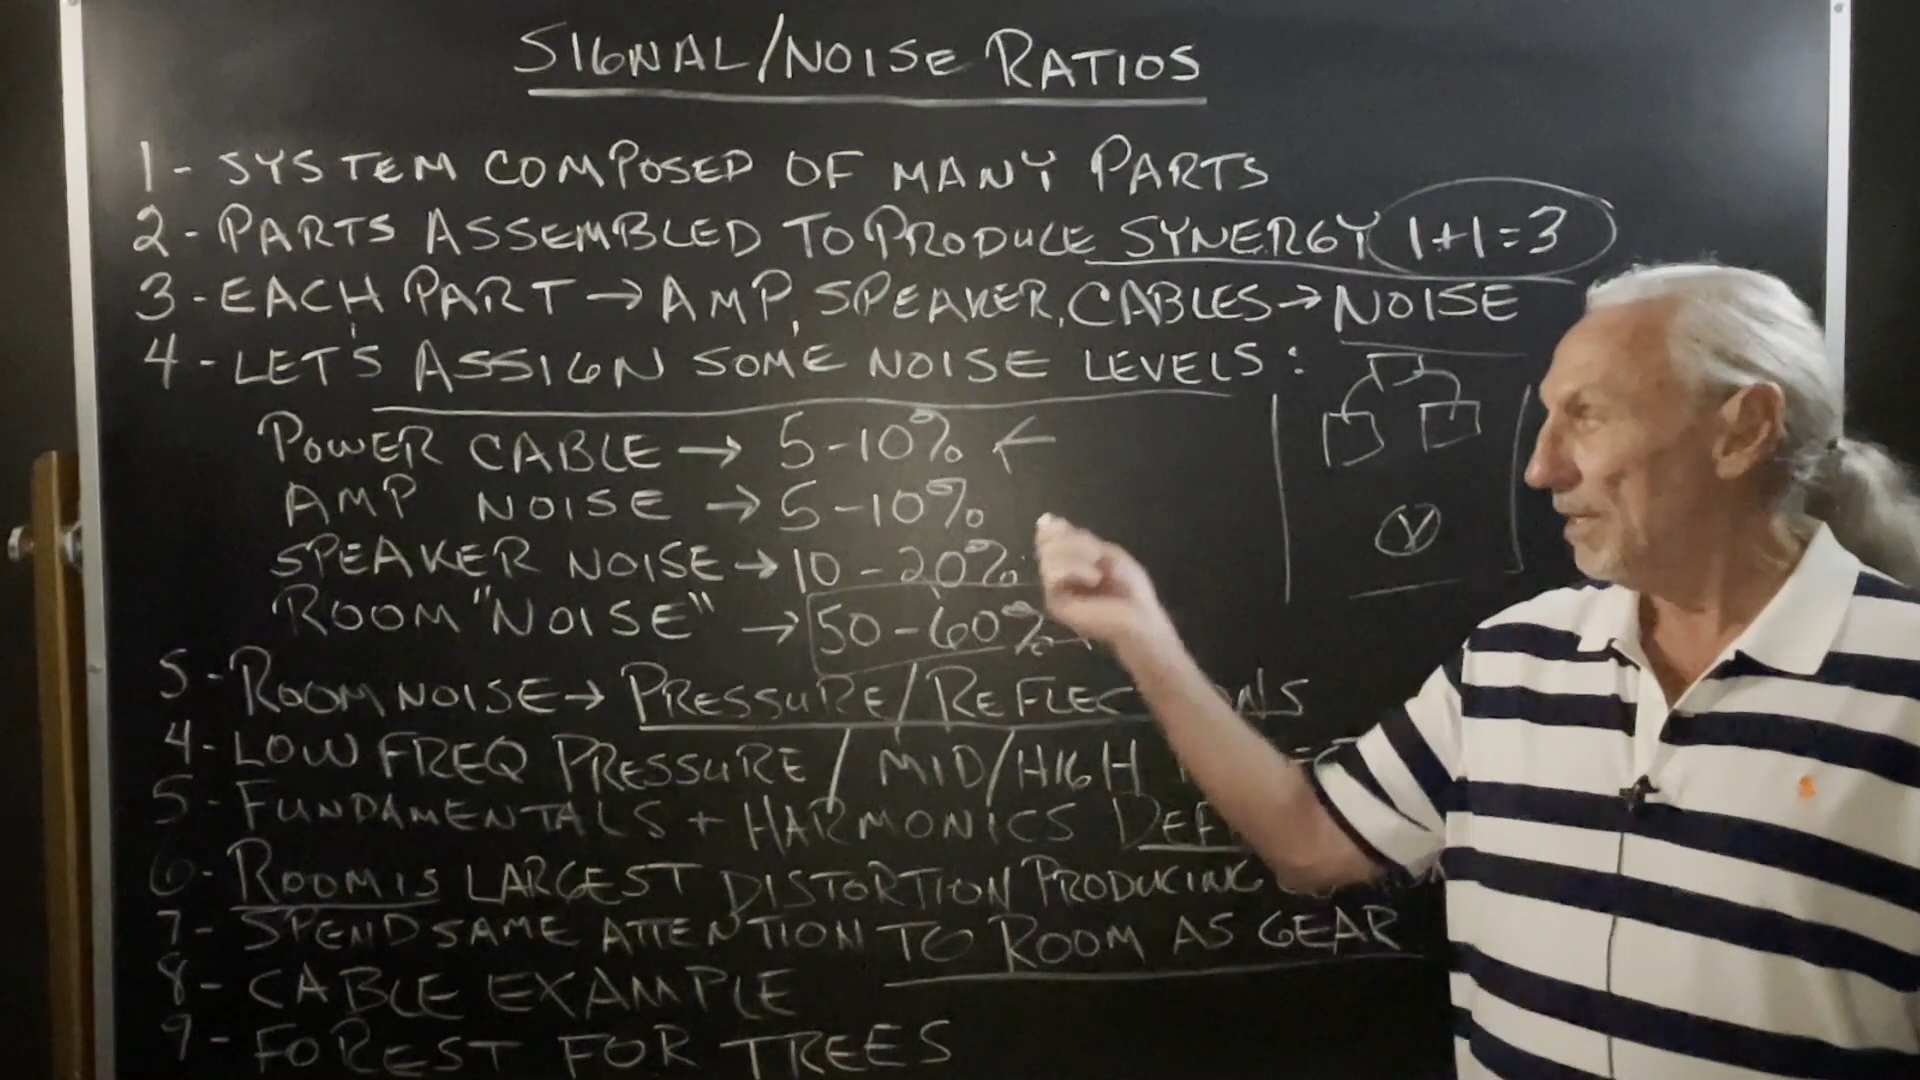 SIGNAL/NOISE RATIOS
1 - SYSTEM COMPOSED OF MANY PARTS
2 - PARTS ASSEMBLED TO PRODUCE SYNERGY 1+1=3
3 - EACH PART → AMP, SPEAKER, CABLES → NOISE
4 - LET'S ASSIGN SOME NOISE LEVELS:
POWER CABLE → 5-10% ←
AMP NOISE → 5-10%
SPEAKER NOISE → 10-20%
ROOM "NOISE" → 50-60%
5 - ROOM NOISE → PRESSURE/REFLEC NS
4 - LOW FREQ PRESSURE / MID/HIGH
5 - FUNDAMENTALS + HARMONICS DEF
6 - ROOM IS LARGEST DISTORTION PRODUCING
7 - SPEND SAME ATTENTION TO ROOM AS GEAR
8 - CABLE EXAMPLE
9 - FOREST FOR TREES